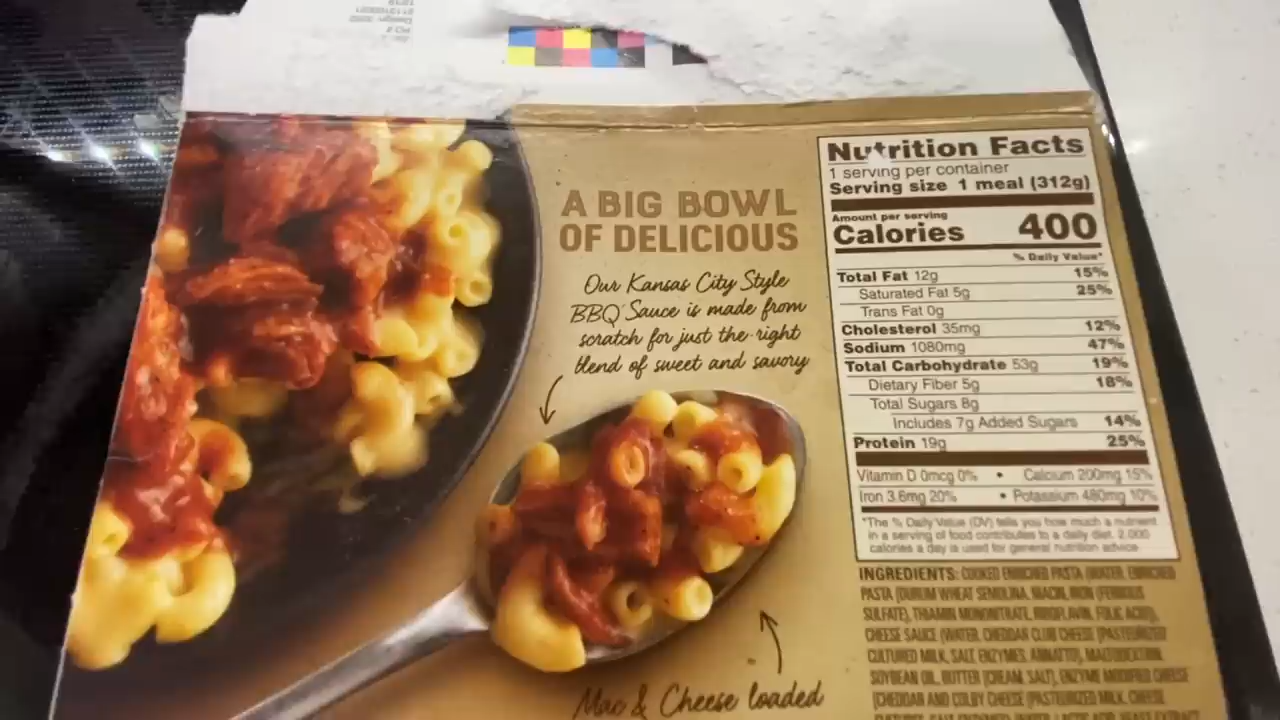 A BIG BOWL
OF DELICIOUS
Our Kansas City Style
BBQ Sauce is made from
scratch for just the right
blend of sweet and savory
Mac & Cheese loaded
Nutrition Facts
1 serving per container
Serving size 1 meal (312g)
Amount per serving
Calories 400
% Daily Value*
Total Fat 12g 15%
Saturated Fat 5g 25%
Trans Fat 0g
Cholesterol 35mg 12%
Sodium 1080mg 47%
Total Carbohydrate 53g 19%
Dietary Fiber 5g 18%
Total Sugars 8g
Includes 7g Added Sugars 14%
Protein 19g 25%
Vitamin D 0mcg 0% • Calcium 200mg 15%
Iron 3.6mg 20% • Potassium 480mg 10%
*The % Daily Value (DV) tells you how much a nutrient
in a serving of food contributes to a daily diet. 2,000
calories a day is used for general nutrition advice
INGREDIENTS: COOKED ENRICHED PASTA (WATER, ENRICHED
PASTA (DURUM WHEAT SEMOLINA, NIACIN, IRON (FERROUS
SULFATE), THIAMIN MONONITRATE, RIBOFLAVIN, FOLIC ACID),
CHEESE SAUCE (WATER, CHEDDAR CLUB CHEESE (PASTEURIZED
CULTURED MILK, SALT, ENZYMES, ANNATTO), MALTODEXTRIN,
SOYBEAN OIL, BUTTER (CREAM, SALT), ENZYME MODIFIED CHEESE
(CHEDDAR AND COLBY CHEESE (PASTEURIZED MILK, CHEESE